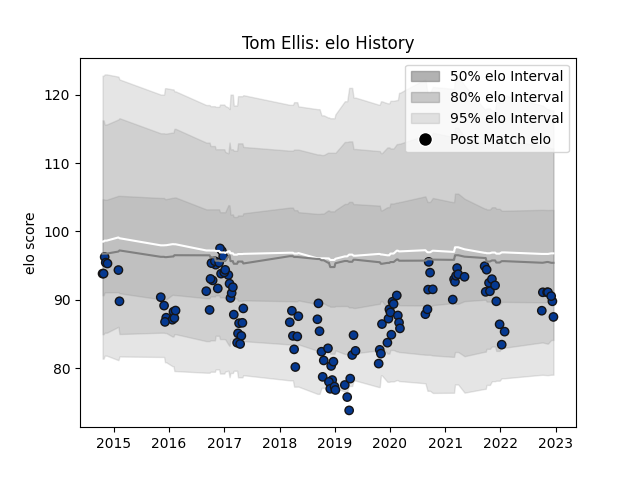 Tom Ellis: elo History
50% elo Interval
80% elo Interval
95% elo Interval
Post Match elo
elo score
120
110
100
90
80
2015 2016 2017 2018 2019 2020 2021 2022 2023